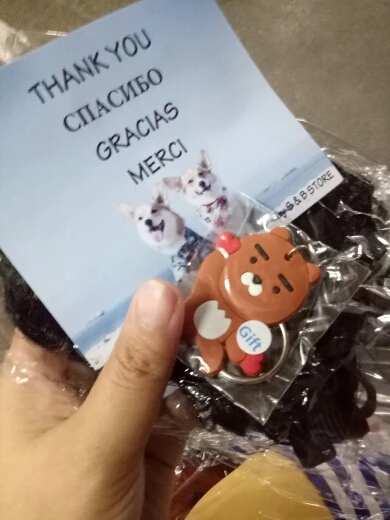 THANK YOU
СПАСИБО
GRACIAS
MERCI
& B STORE
Gift